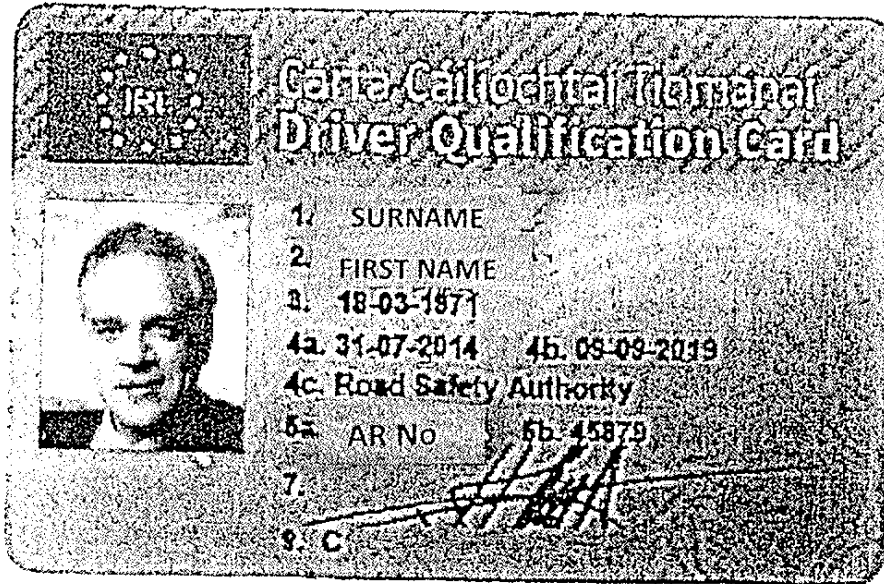 IRL
Cárta Cáilíochtaí Tiománaí
Driver Qualification Card
1. SURNAME
2. FIRST NAME
3. 18-03-1971
4a. 31-07-2014 4b. 09-09-2019
4c. Road Safety Authority
5a. AR No 5b. 45879
7.
9. C